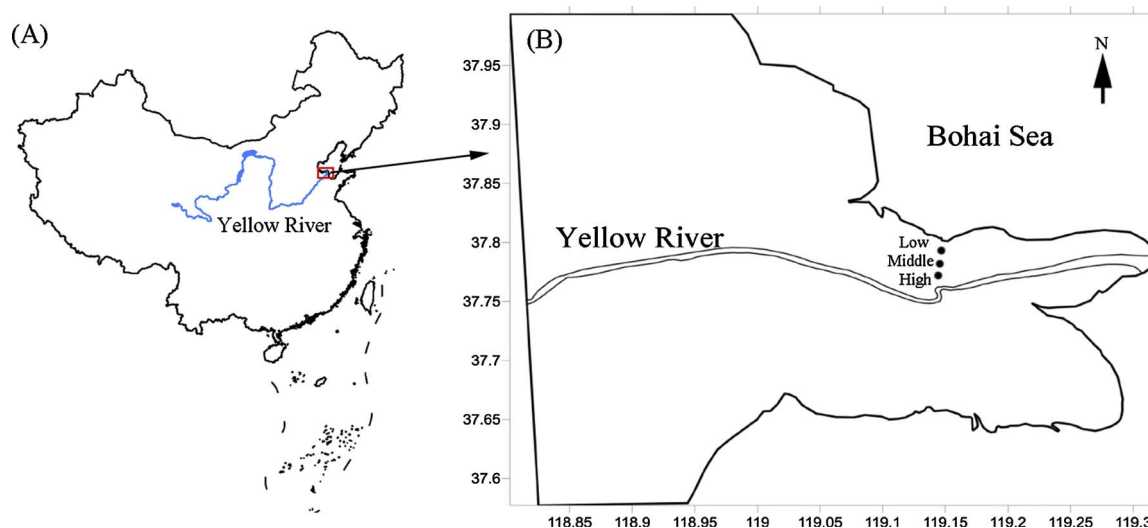 (A)
Yellow River
(B)
N
Bohai Sea
Yellow River
Low
Middle
High
37.95
37.9
37.85
37.8
37.75
37.7
37.65
37.6
118.85 118.9 118.95 119 119.05 119.1 119.15 119.2 119.25